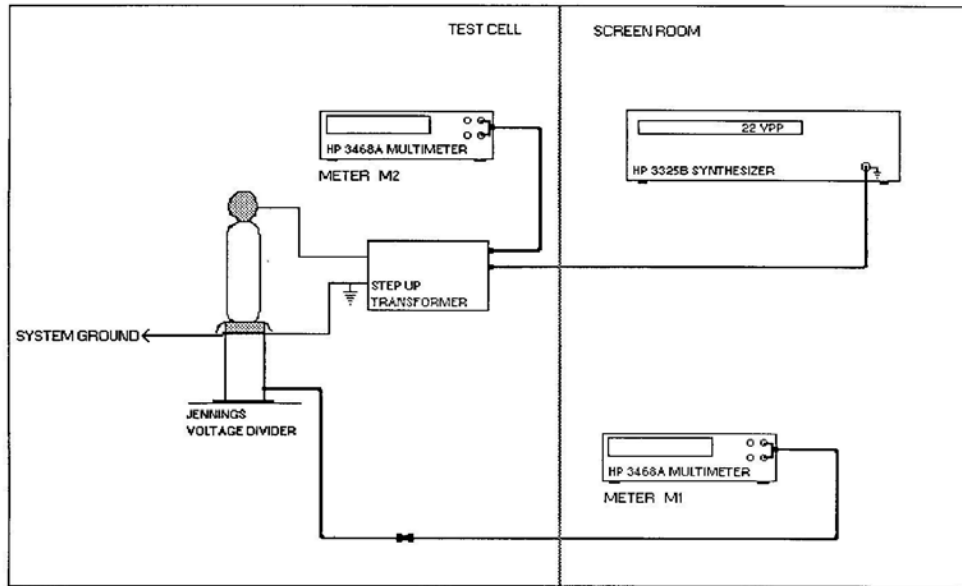 TEST CELL
SCREEN ROOM
22 VPP
HP 3468A MULTIMETER
HP 3325B SYNTHESIZER
METER M2
STEP UP
TRANSFORMER
SYSTEM GROUND
JENNINGS
VOLTAGE DIVIDER
HP 3468A MULTIMETER
METER M1